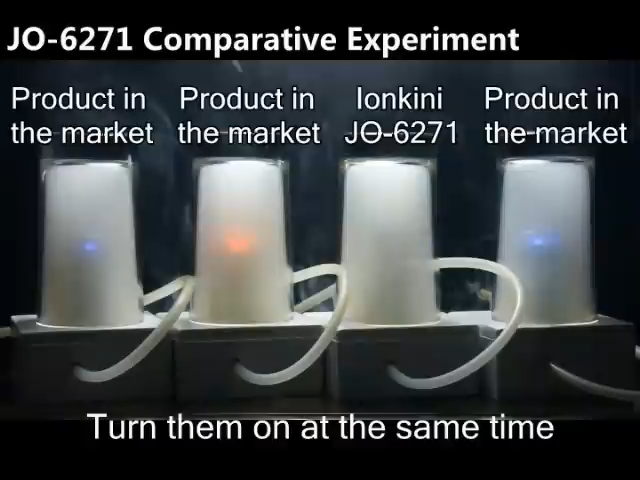 JO-6271 Comparative Experiment
Product in
the market
Product in
the market
Ionkini
JO-6271
Product in
the market
Turn them on at the same time